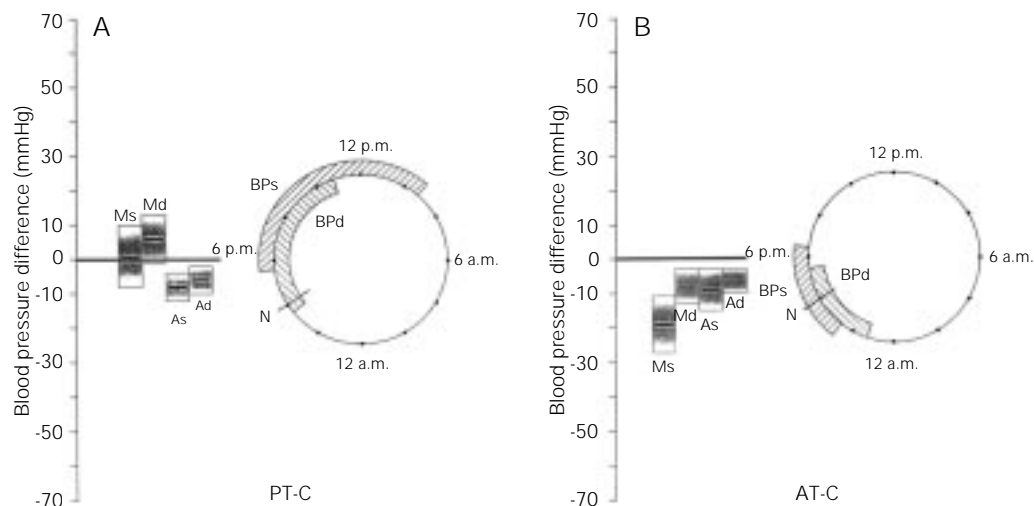 A
Blood pressure difference (mmHg)
70
50
30
10
0
-10
-30
-50
-70
Ms
Md
As
Ad
12 p.m.
BPs
BPd
6 p.m.
6 a.m.
N
12 a.m.
PT-C
B
Blood pressure difference (mmHg)
70
50
30
10
0
-10
-30
-50
-70
Ms
Md
As
Ad
12 p.m.
6 p.m.
6 a.m.
BPs
BPd
N
12 a.m.
AT-C